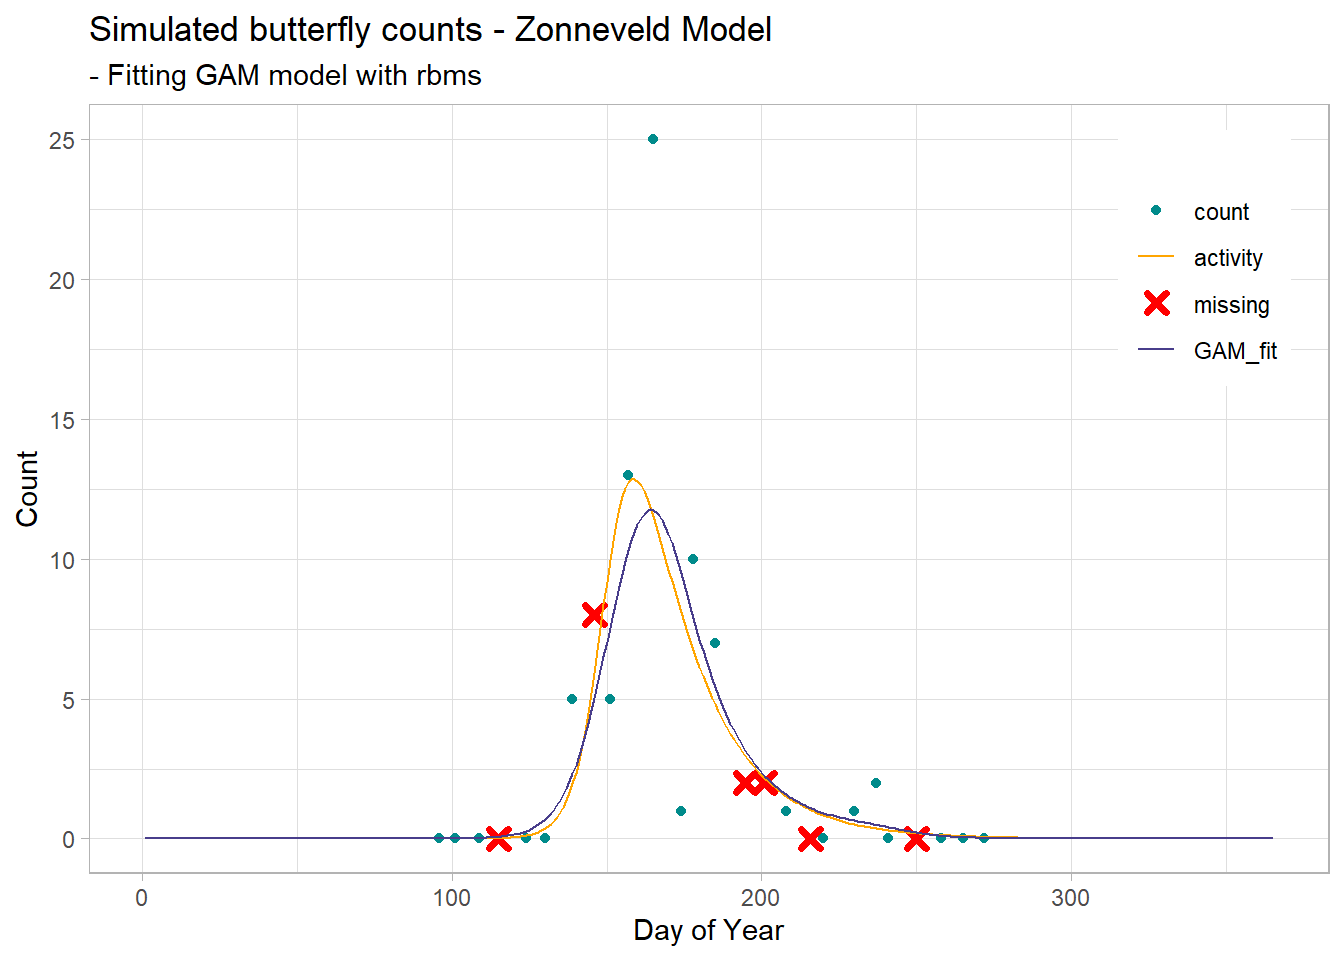 Simulated butterfly counts - Zonneveld Model
- Fitting GAM model with rbms
25
20
15
10
5
0
Count
count
activity
missing
GAM_fit
0 100 200 300
Day of Year